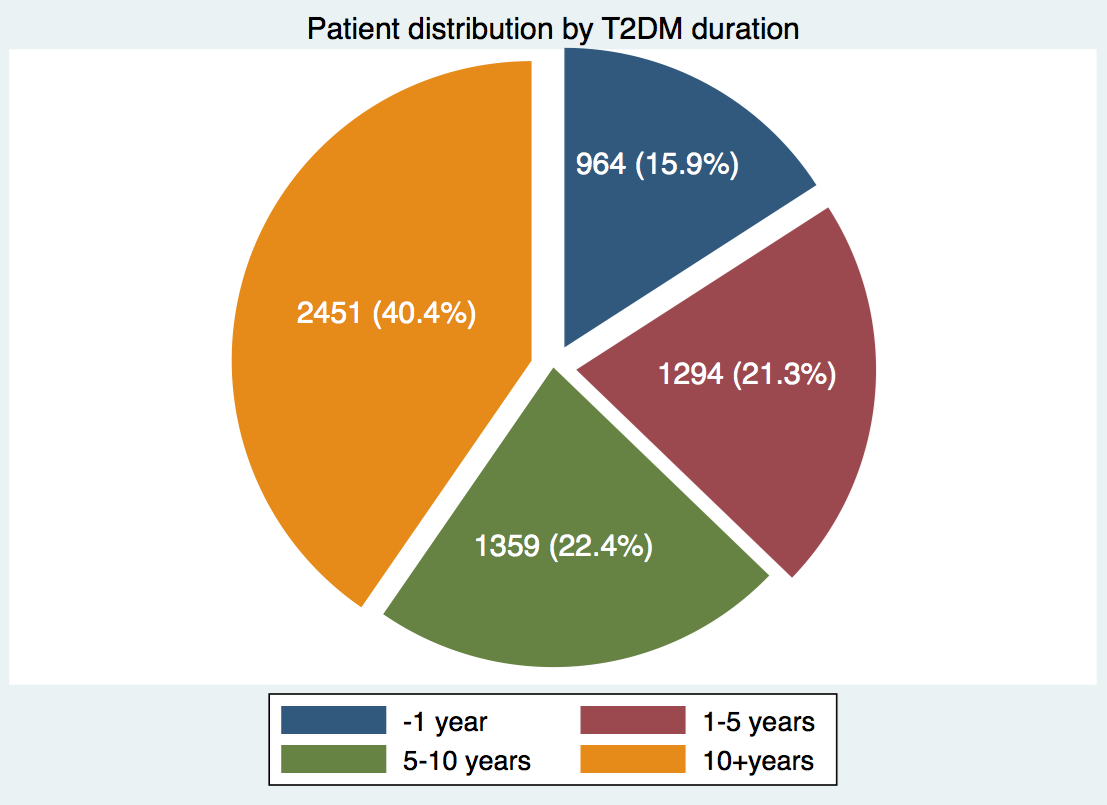 Patient distribution by T2DM duration
964 (15.9%)
2451 (40.4%)
1294 (21.3%)
1359 (22.4%)
-1 year
1-5 years
5-10 years
10+years